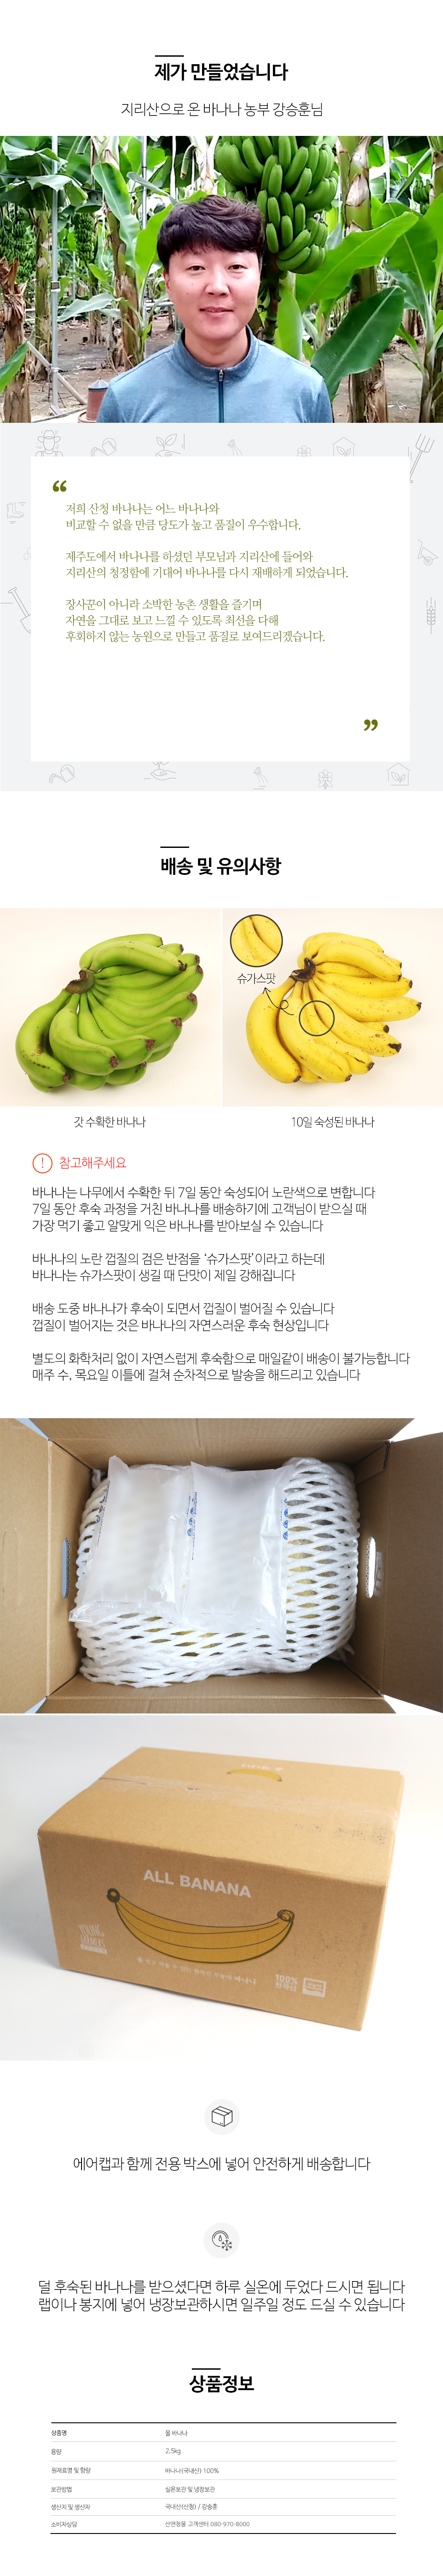 제가 만들었습니다
지리산으로 온 바나나 농부 강승훈님
“
저희 산청 바나나는 어느 바나나와
비교할 수 없을 만큼 당도가 높고 품질이 우수합니다.
제주도에서 바나나를 하셨던 부모님과 지리산에 들어와
지리산의 청정함에 기대어 바나나를 다시 재배하게 되었습니다.
장사꾼이 아니라 소박한 농촌 생활을 즐기며
자연을 그대로 보고 느낄 수 있도록 최선을 다해
후회하지 않는 농원으로 만들고 품질로 보여드리겠습니다.
”
배송 및 유의사항
슈가스팟
갓 수확한 바나나
10일 숙성된 바나나
! 참고해주세요
바나나는 나무에서 수확한 뒤 7일 동안 숙성되어 노란색으로 변합니다
7일 동안 후숙 과정을 거친 바나나를 배송하기에 고객님이 받으실 때
가장 먹기 좋고 알맞게 익은 바나나를 받아보실 수 있습니다
바나나의 노란 껍질의 검은 반점을 ‘슈가스팟’이라고 하는데
바나나는 슈가스팟이 생길 때 단맛이 제일 강해집니다
배송 도중 바나나가 후숙이 되면서 껍질이 벌어질 수 있습니다
껍질이 벌어지는 것은 바나나의 자연스러운 후숙 현상입니다
별도의 화학처리 없이 자연스럽게 후숙함으로 매일같이 배송이 불가능합니다
매주 수, 목요일 이틀에 걸쳐 순차적으로 발송을 해드리고 있습니다
ALL BANANA
100%
에어캡과 함께 전용 박스에 넣어 안전하게 배송합니다
덜 후숙된 바나나를 받으셨다면 하루 실온에 두었다 드시면 됩니다
랩이나 봉지에 넣어 냉장보관하시면 일주일 정도 드실 수 있습니다
상품정보
상품명 올 바나나
용량 2.5kg
원재료명 및 함량 바나나(국내산) 100%
보관방법 실온보관 및 냉장보관
생산지 및 생산자 국내산(산청) / 강승훈
소비자상담 산엔청몰 고객센터 080-970-8000